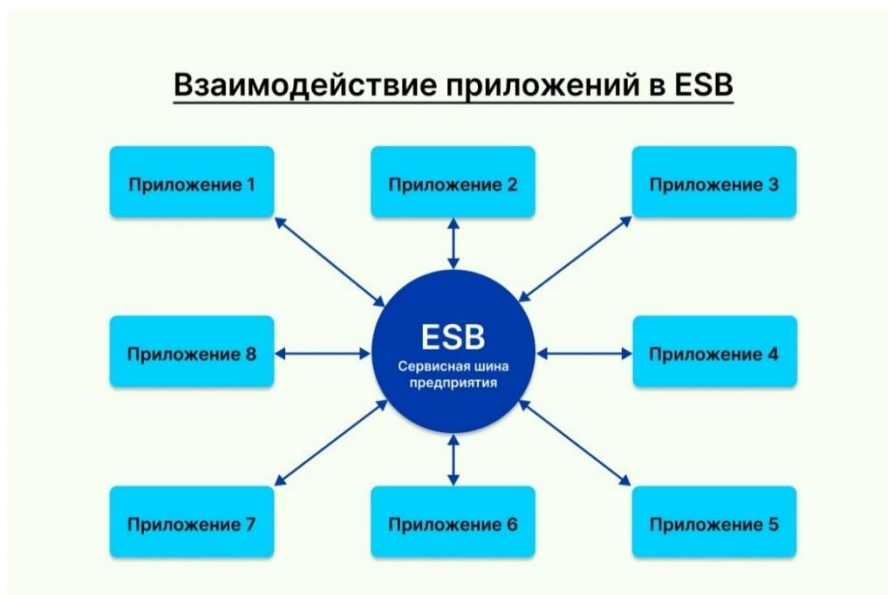 Взаимодействие приложений в ESB
Приложение 1
Приложение 2
Приложение 3
Приложение 8
ESB
Сервисная шина
предприятия
Приложение 4
Приложение 7
Приложение 6
Приложение 5